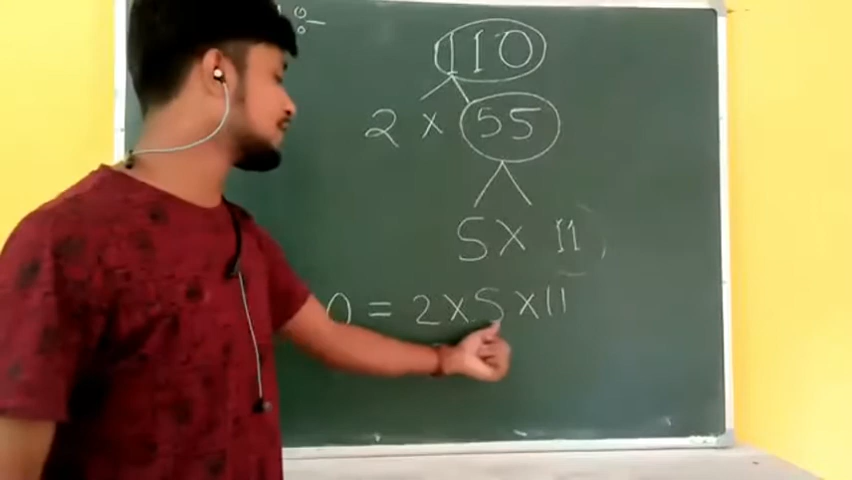 110
2 × 55
5 × 11
0 = 2 × 5 × 11